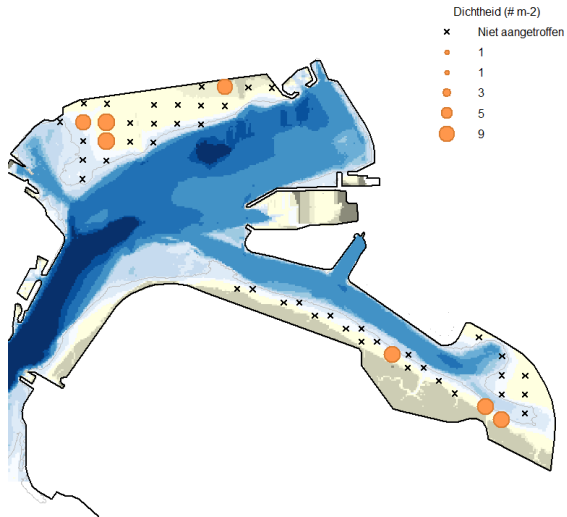 Dichtheid (# m-2)
Niet aangetroffen
1
1
3
5
9